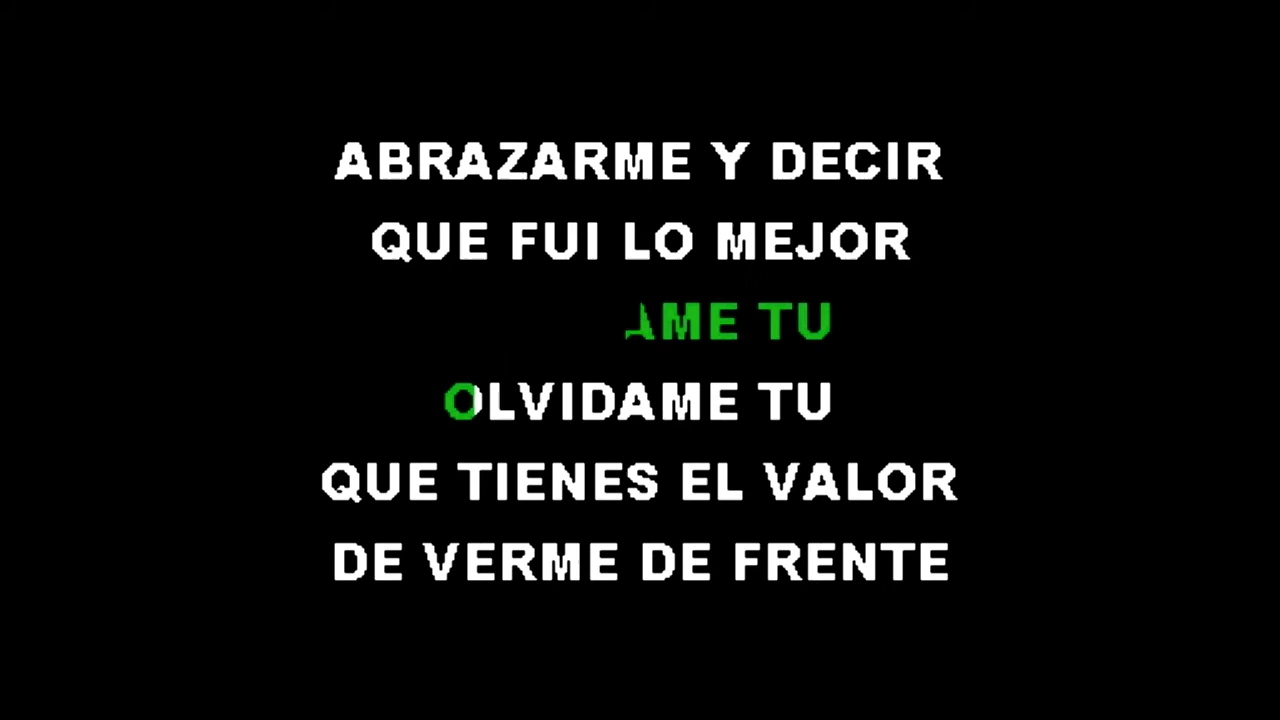 ABRAZARME Y DECIR
QUE FUI LO MEJOR
AME TU
OLVIDAME TU
QUE TIENES EL VALOR
DE VERME DE FRENTE